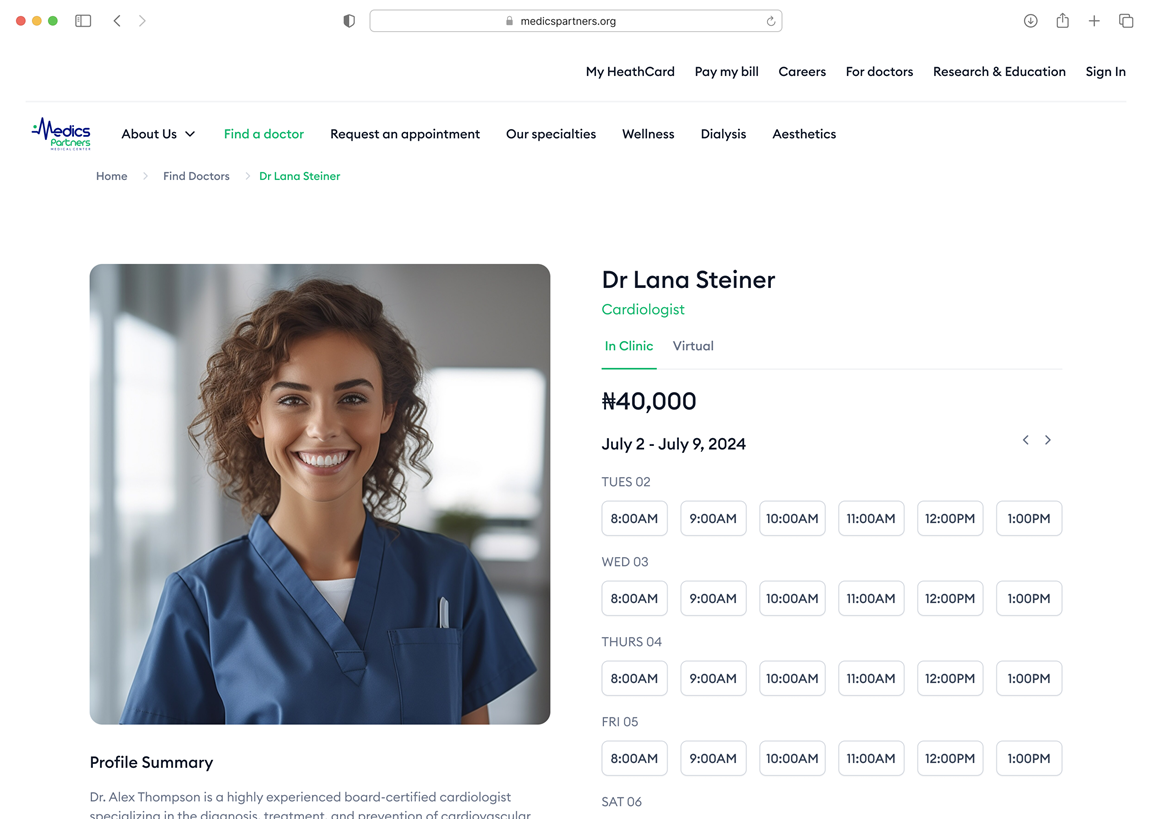 medicspartners.org
My HeathCard Pay my bill Careers For doctors Research & Education Sign In
Medics
Partners
MEDICAL CENTER
About Us Find a doctor Request an appointment Our specialties Wellness Dialysis Aesthetics
Home Find Doctors Dr Lana Steiner
Dr Lana Steiner
Cardiologist
In Clinic Virtual
₦40,000
July 2 - July 9, 2024
TUES 02
8:00AM 9:00AM 10:00AM 11:00AM 12:00PM 1:00PM
WED 03
8:00AM 9:00AM 10:00AM 11:00AM 12:00PM 1:00PM
THURS 04
8:00AM 9:00AM 10:00AM 11:00AM 12:00PM 1:00PM
FRI 05
8:00AM 9:00AM 10:00AM 11:00AM 12:00PM 1:00PM
SAT 06
Profile Summary
Dr. Alex Thompson is a highly experienced board-certified cardiologist
specializing in the diagnosis, treatment, and prevention of cardiovascular